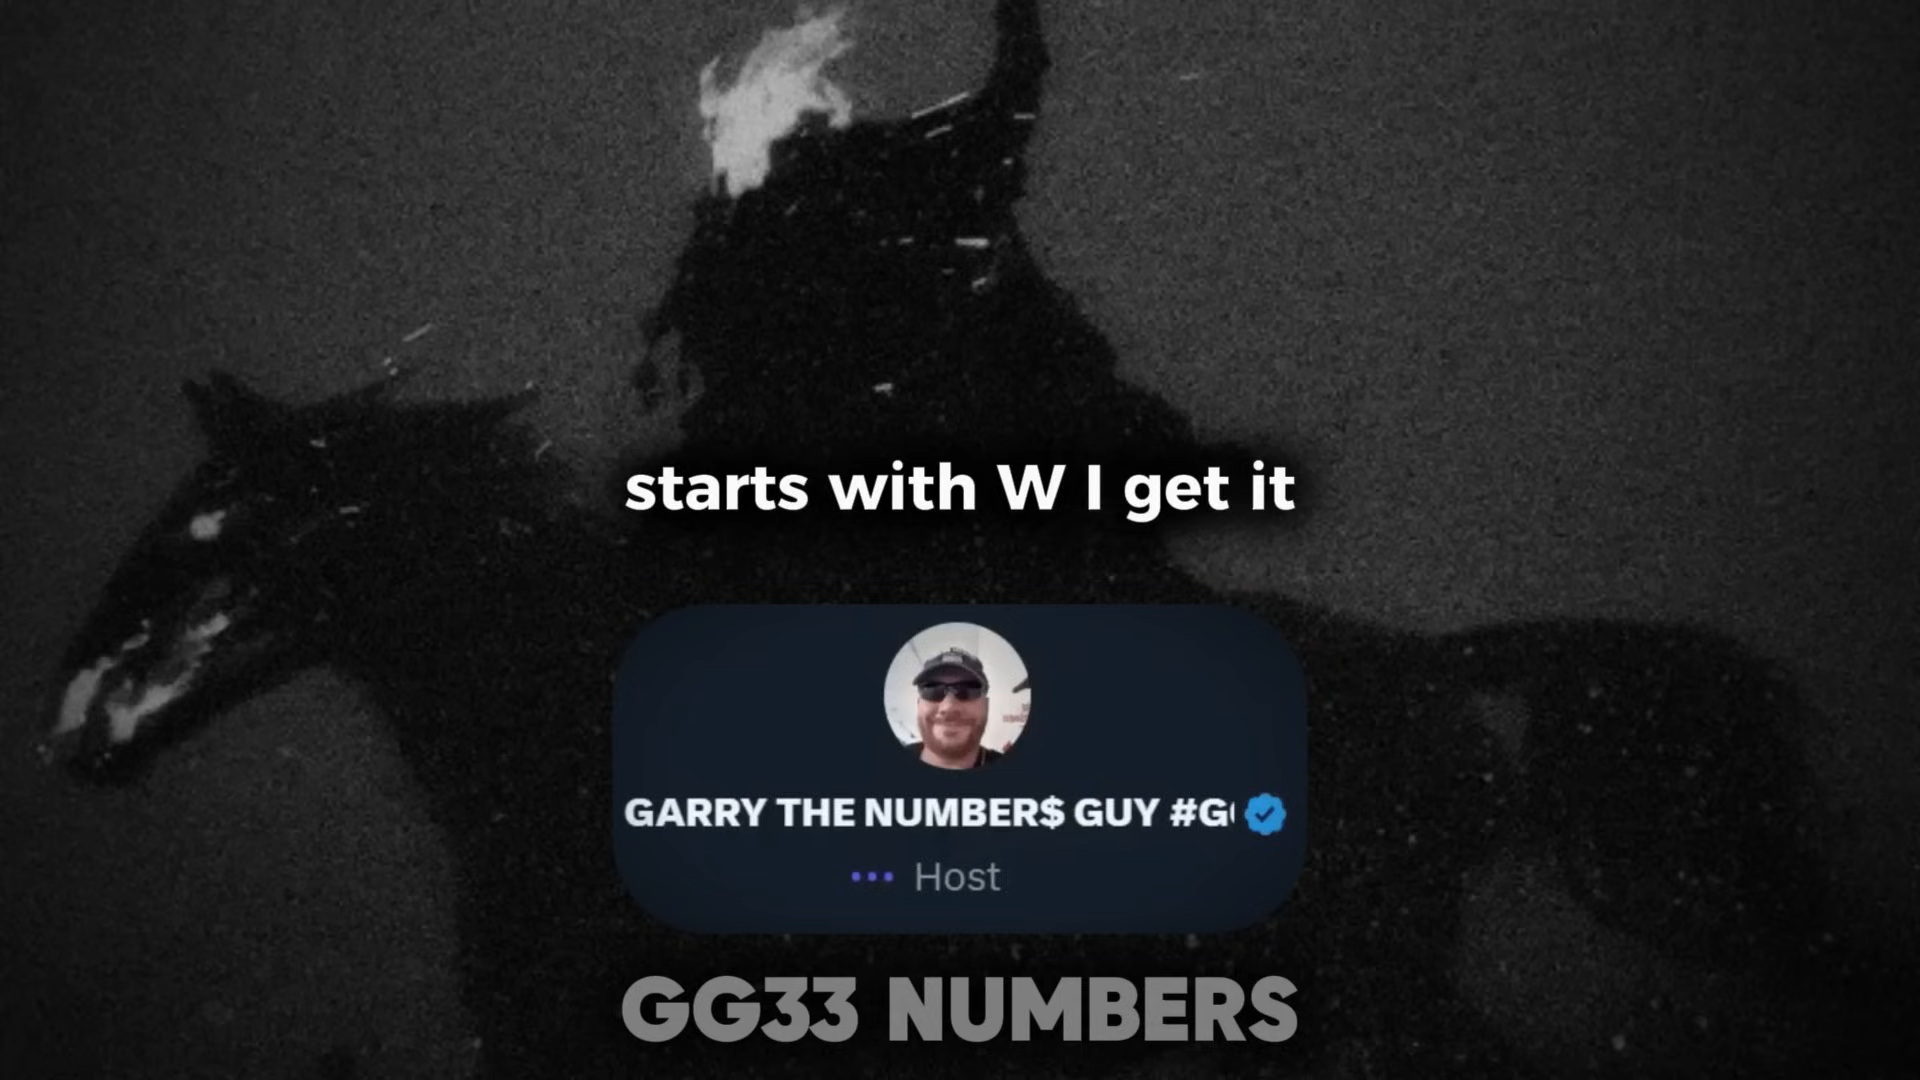 starts with W I get it
GARRY THE NUMBER$ GUY #G
Host
GG33 NUMBERS